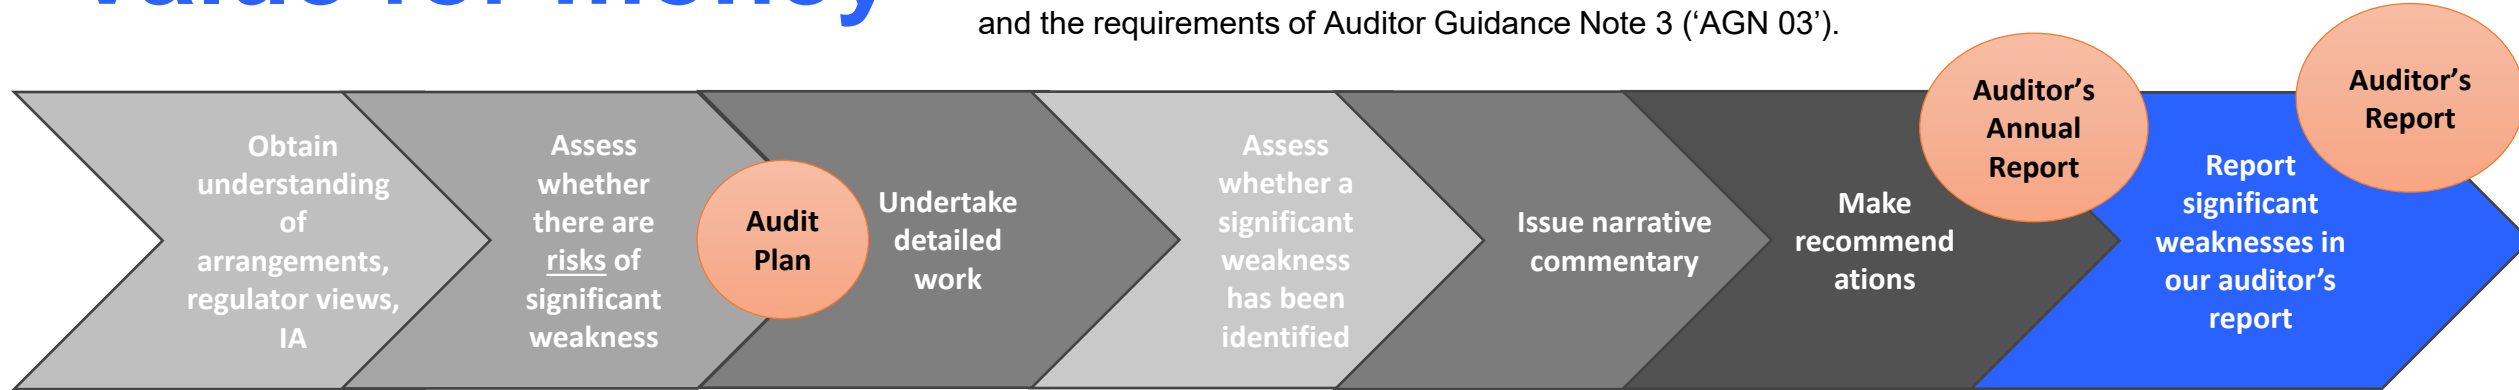 Value for Money
and the requirements of Auditor Guidance Note 3 (‘AGN 03’).
Obtain
understanding
of
arrangements,
regulator views,
IA
Assess
whether
there are
risks of
significant
weakness
Audit
Plan
Undertake
detailed
work
Assess
whether a
significant
weakness
has been
identified
Issue narrative
commentary
Make
recommend
ations
Auditor’s
Annual
Report
Report
significant
weaknesses in
our auditor’s
report
Auditor’s
Report